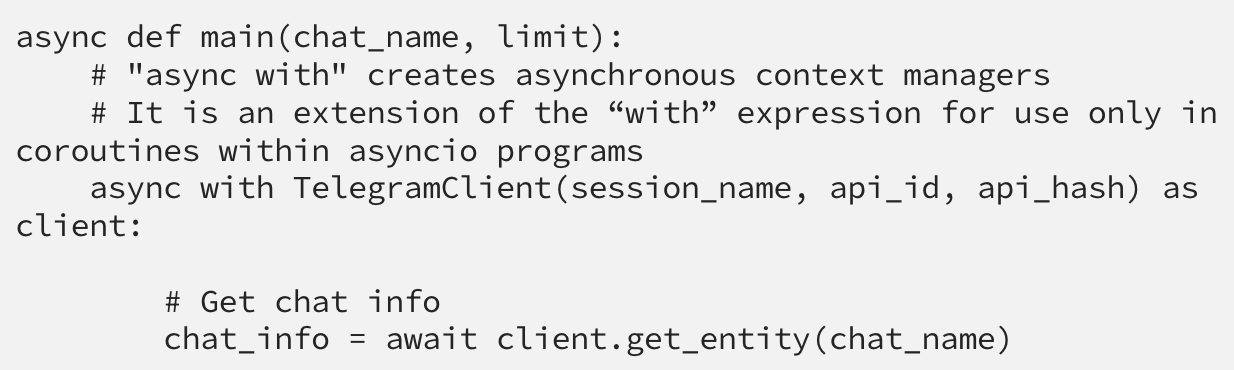 async def main(chat_name, limit):
    # "async with" creates asynchronous context managers
    # It is an extension of the “with” expression for use only in
coroutines within asyncio programs
    async with TelegramClient(session_name, api_id, api_hash) as
client:

        # Get chat info
        chat_info = await client.get_entity(chat_name)